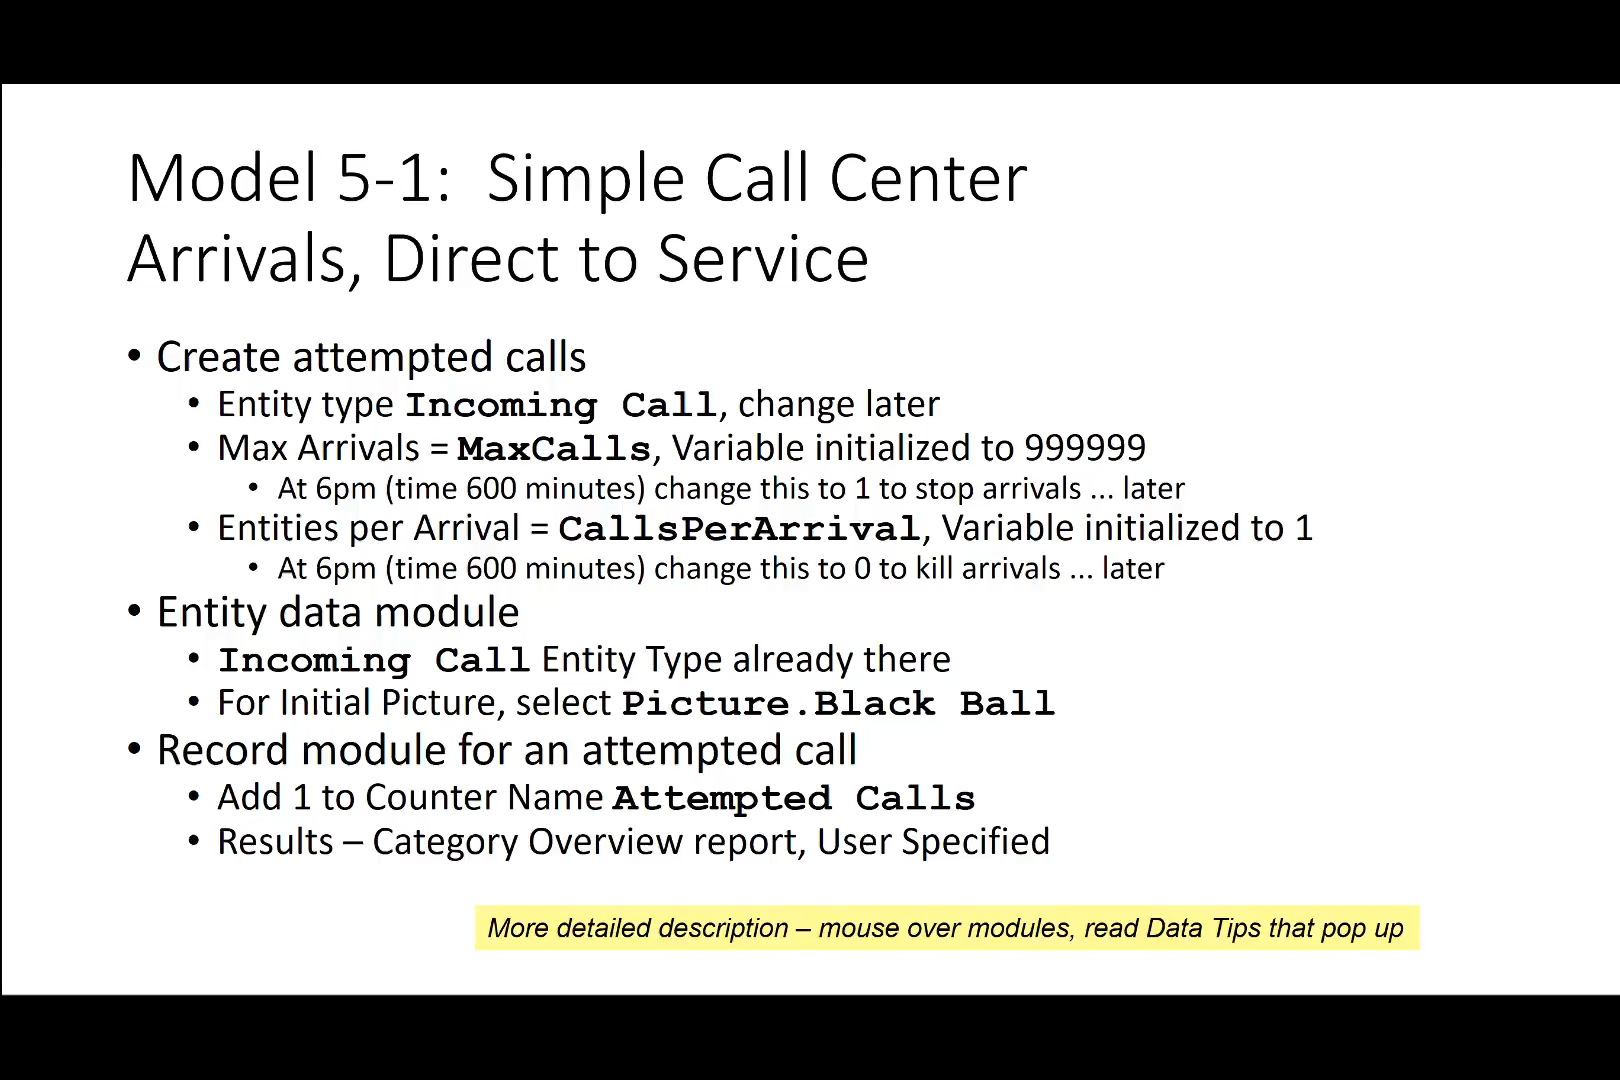 Model 5-1:  Simple Call Center
Arrivals, Direct to Service
• Create attempted calls
• Entity type Incoming Call, change later
• Max Arrivals = MaxCalls, Variable initialized to 999999
• At 6pm (time 600 minutes) change this to 1 to stop arrivals ... later
• Entities per Arrival = CallsPerArrival, Variable initialized to 1
• At 6pm (time 600 minutes) change this to 0 to kill arrivals ... later
• Entity data module
• Incoming Call Entity Type already there
• For Initial Picture, select Picture.Black Ball
• Record module for an attempted call
• Add 1 to Counter Name Attempted Calls
• Results – Category Overview report, User Specified
More detailed description – mouse over modules, read Data Tips that pop up